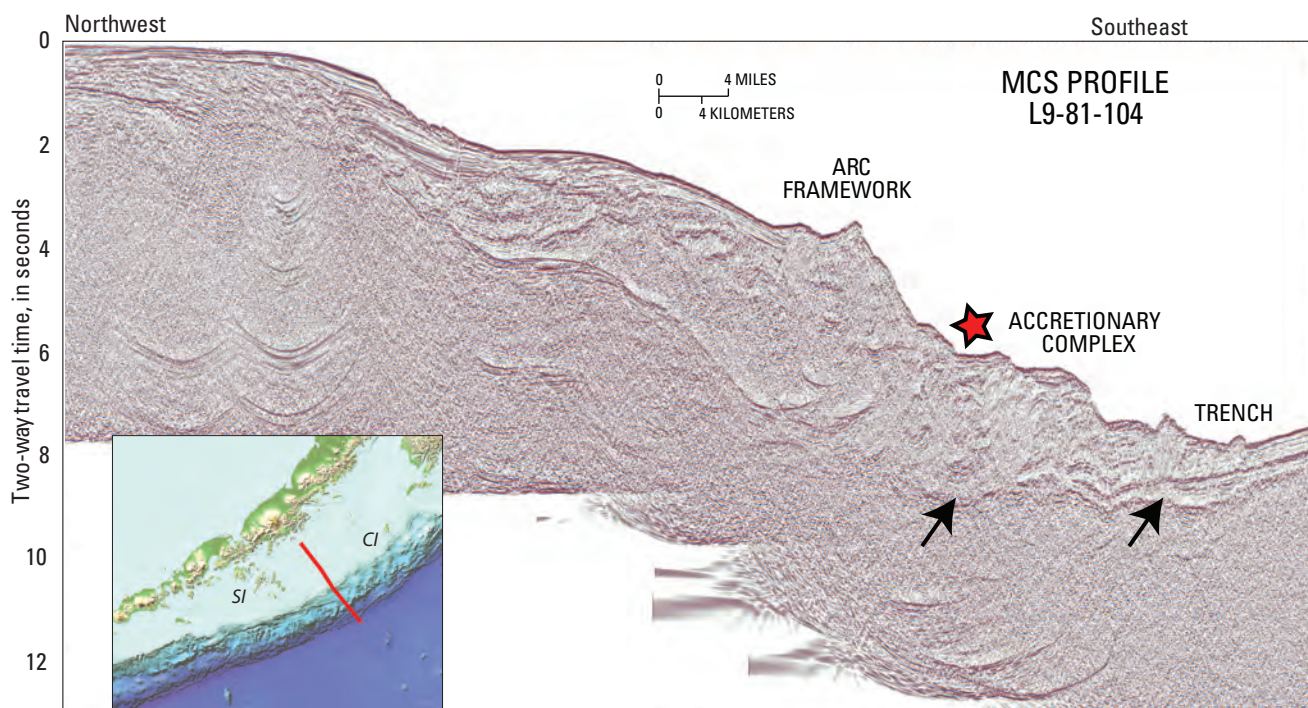 Northwest
Southeast
0
2
4
6
8
10
12
Two-way travel time, in seconds
0 4 MILES
0 4 KILOMETERS
MCS PROFILE
L9-81-104
ARC
FRAMEWORK
ACCRETIONARY
COMPLEX
TRENCH
CI
SI